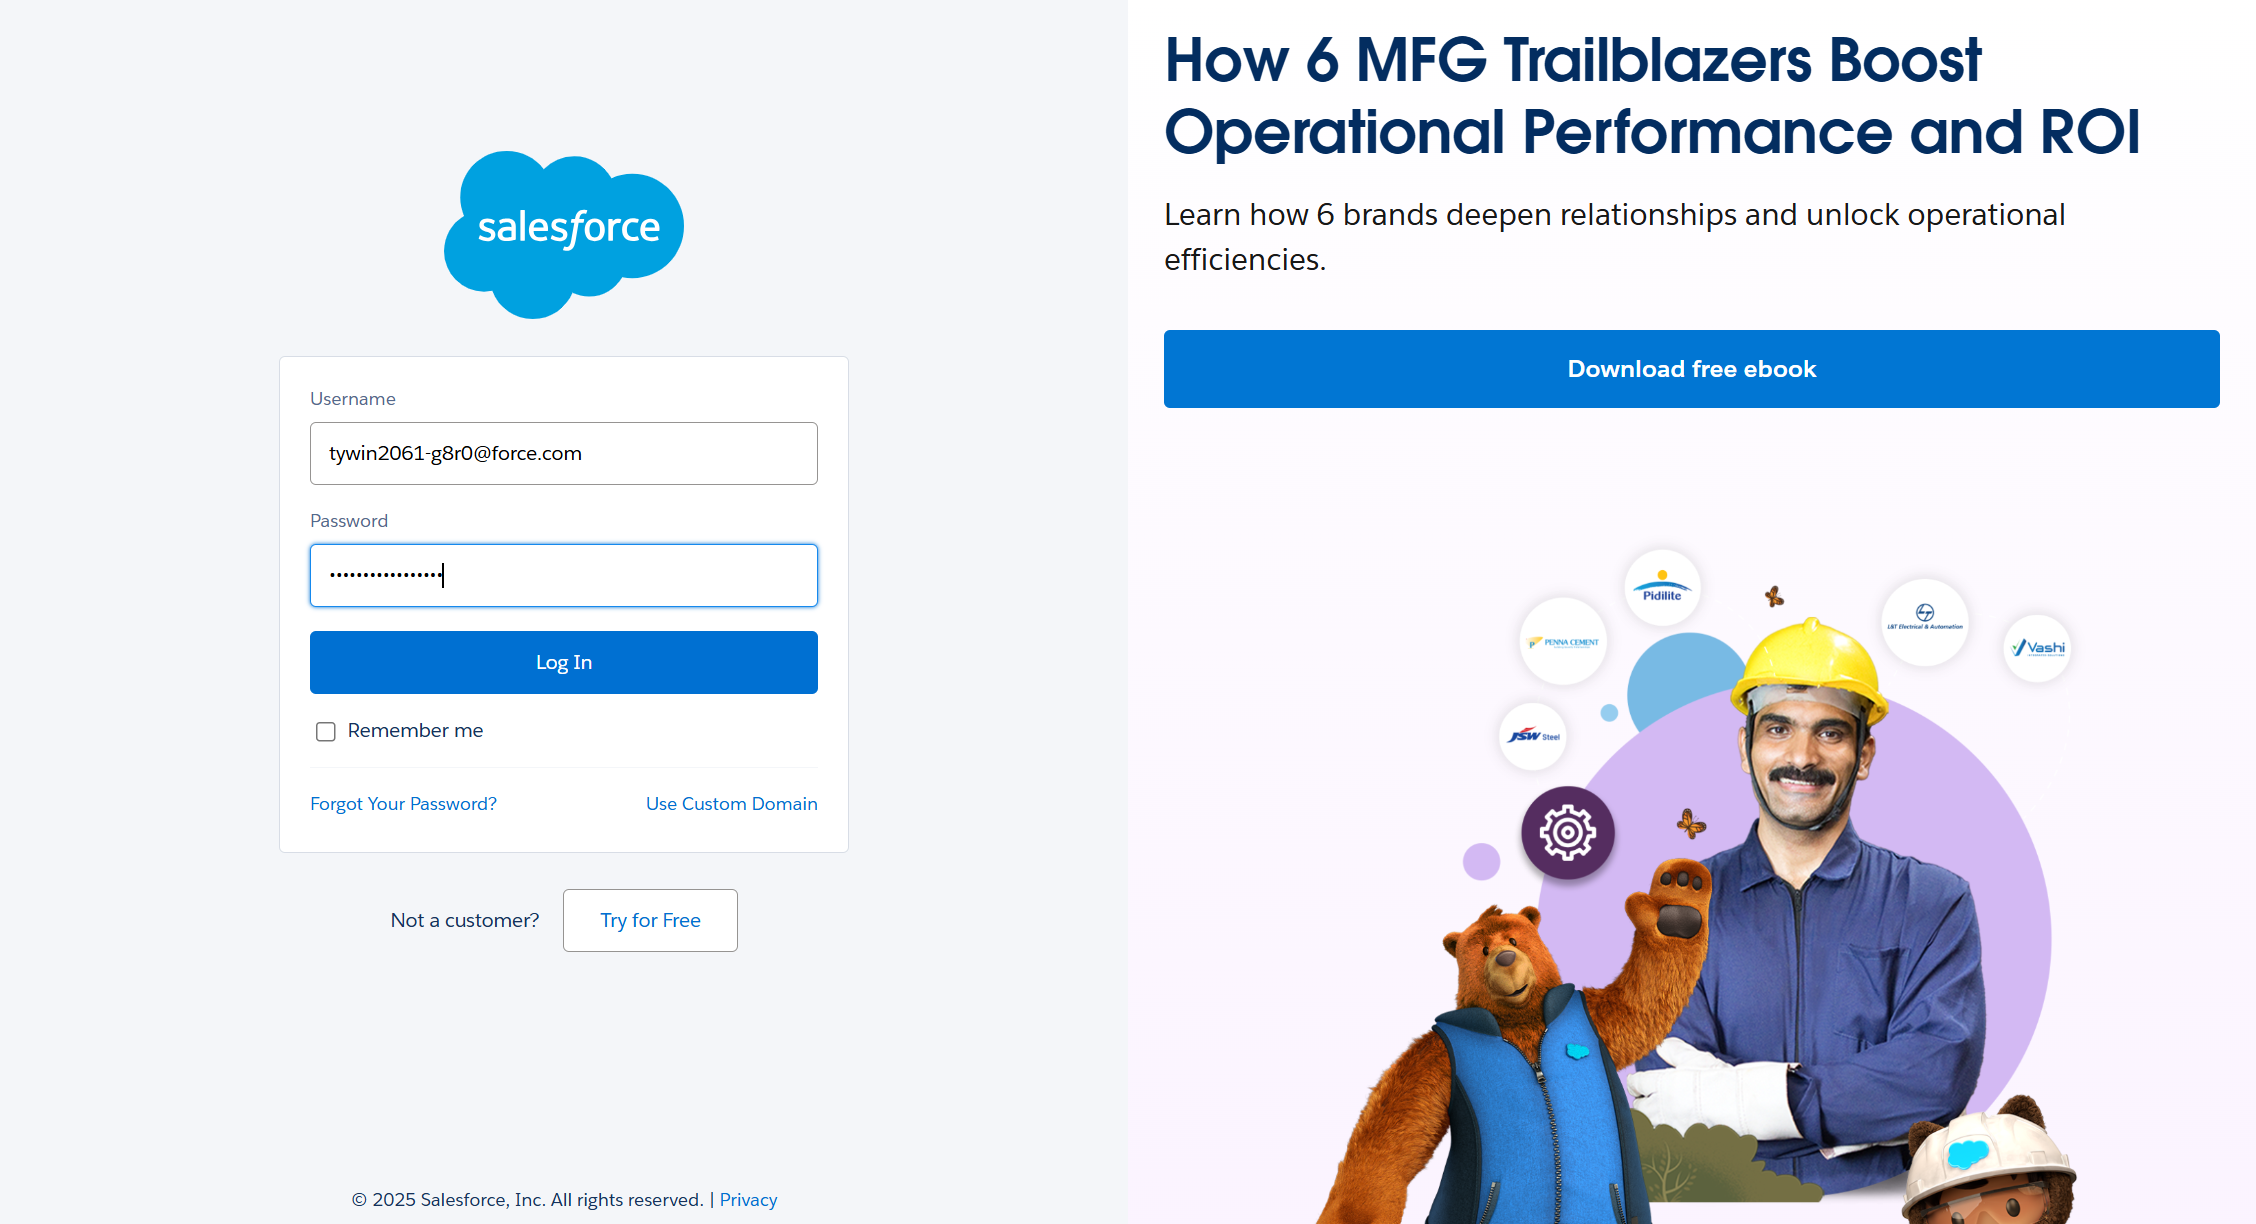 salesforce
Username
tywin2061-g8r0@force.com
Password
•••••••••••••••••
Log In
Remember me
Forgot Your Password?
Use Custom Domain
Not a customer?
Try for Free
© 2025 Salesforce, Inc. All rights reserved. | Privacy
How 6 MFG Trailblazers Boost
Operational Performance and ROI
Learn how 6 brands deepen relationships and unlock operational
efficiencies.
Download free ebook
Pidilite
PENNA CEMENT
L&T Electrical & Automation
Vashi
JSW Steel